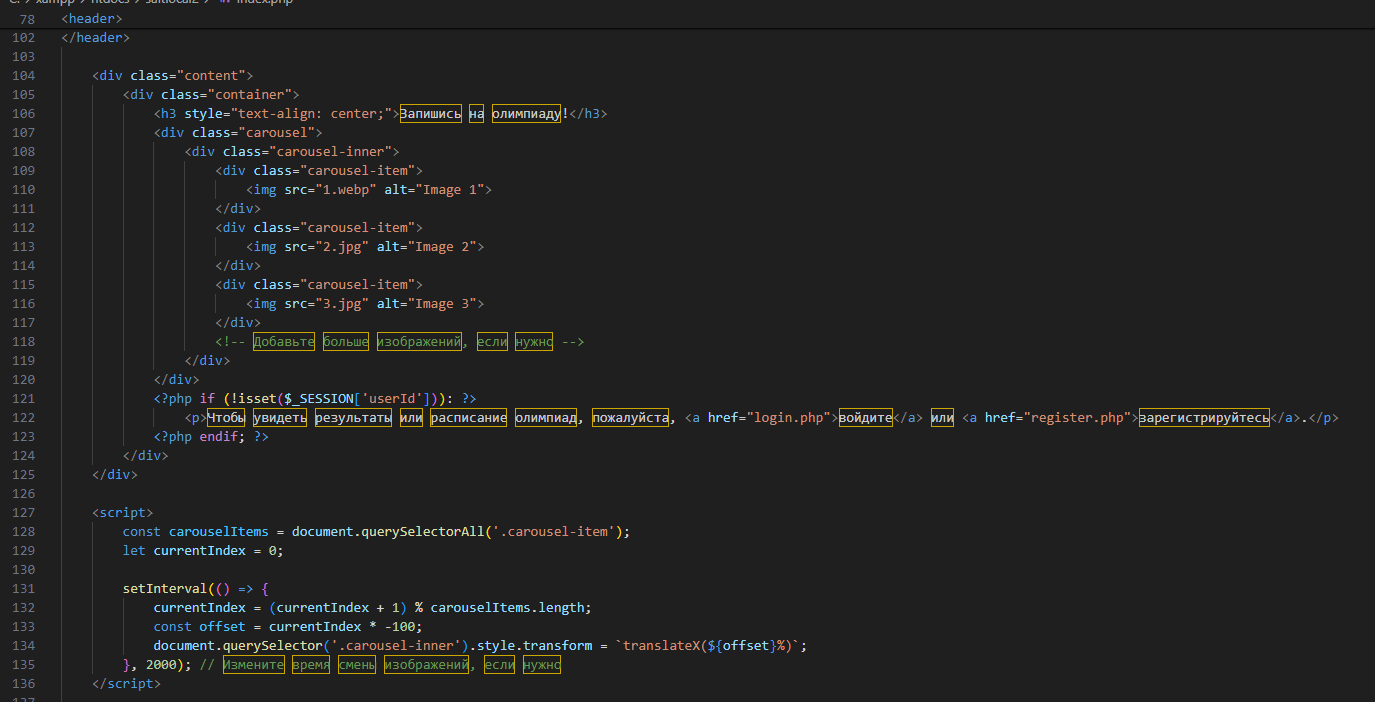 C: > xampp > htdocs > saitlocal2 > index.php
78 <header>
102 </header>
103
104 <div class="content">
105 <div class="container">
106 <h3 style="text-align: center;">Запишись на олимпиаду!</h3>
107 <div class="carousel">
108 <div class="carousel-inner">
109 <div class="carousel-item">
110 <img src="1.webp" alt="Image 1">
111 </div>
112 <div class="carousel-item">
113 <img src="2.jpg" alt="Image 2">
114 </div>
115 <div class="carousel-item">
116 <img src="3.jpg" alt="Image 3">
117 </div>
118 <!-- Добавьте больше изображений, если нужно -->
119 </div>
120 </div>
121 <?php if (!isset($_SESSION['userId'])): ?>
122 <p>Чтобы увидеть результаты или расписание олимпиад, пожалуйста, <a href="login.php">войдите</a> или <a href="register.php">зарегистрируйтесь</a>.</p>
123 <?php endif; ?>
124 </div>
125 </div>
126
127 <script>
128 const carouselItems = document.querySelectorAll('.carousel-item');
129 let currentIndex = 0;
130
131 setInterval(() => {
132 currentIndex = (currentIndex + 1) % carouselItems.length;
133 const offset = currentIndex * -100;
134 document.querySelector('.carousel-inner').style.transform = `translateX(${offset}%)`;
135 }, 2000); // Измените время смены изображений, если нужно
136 </script>
137